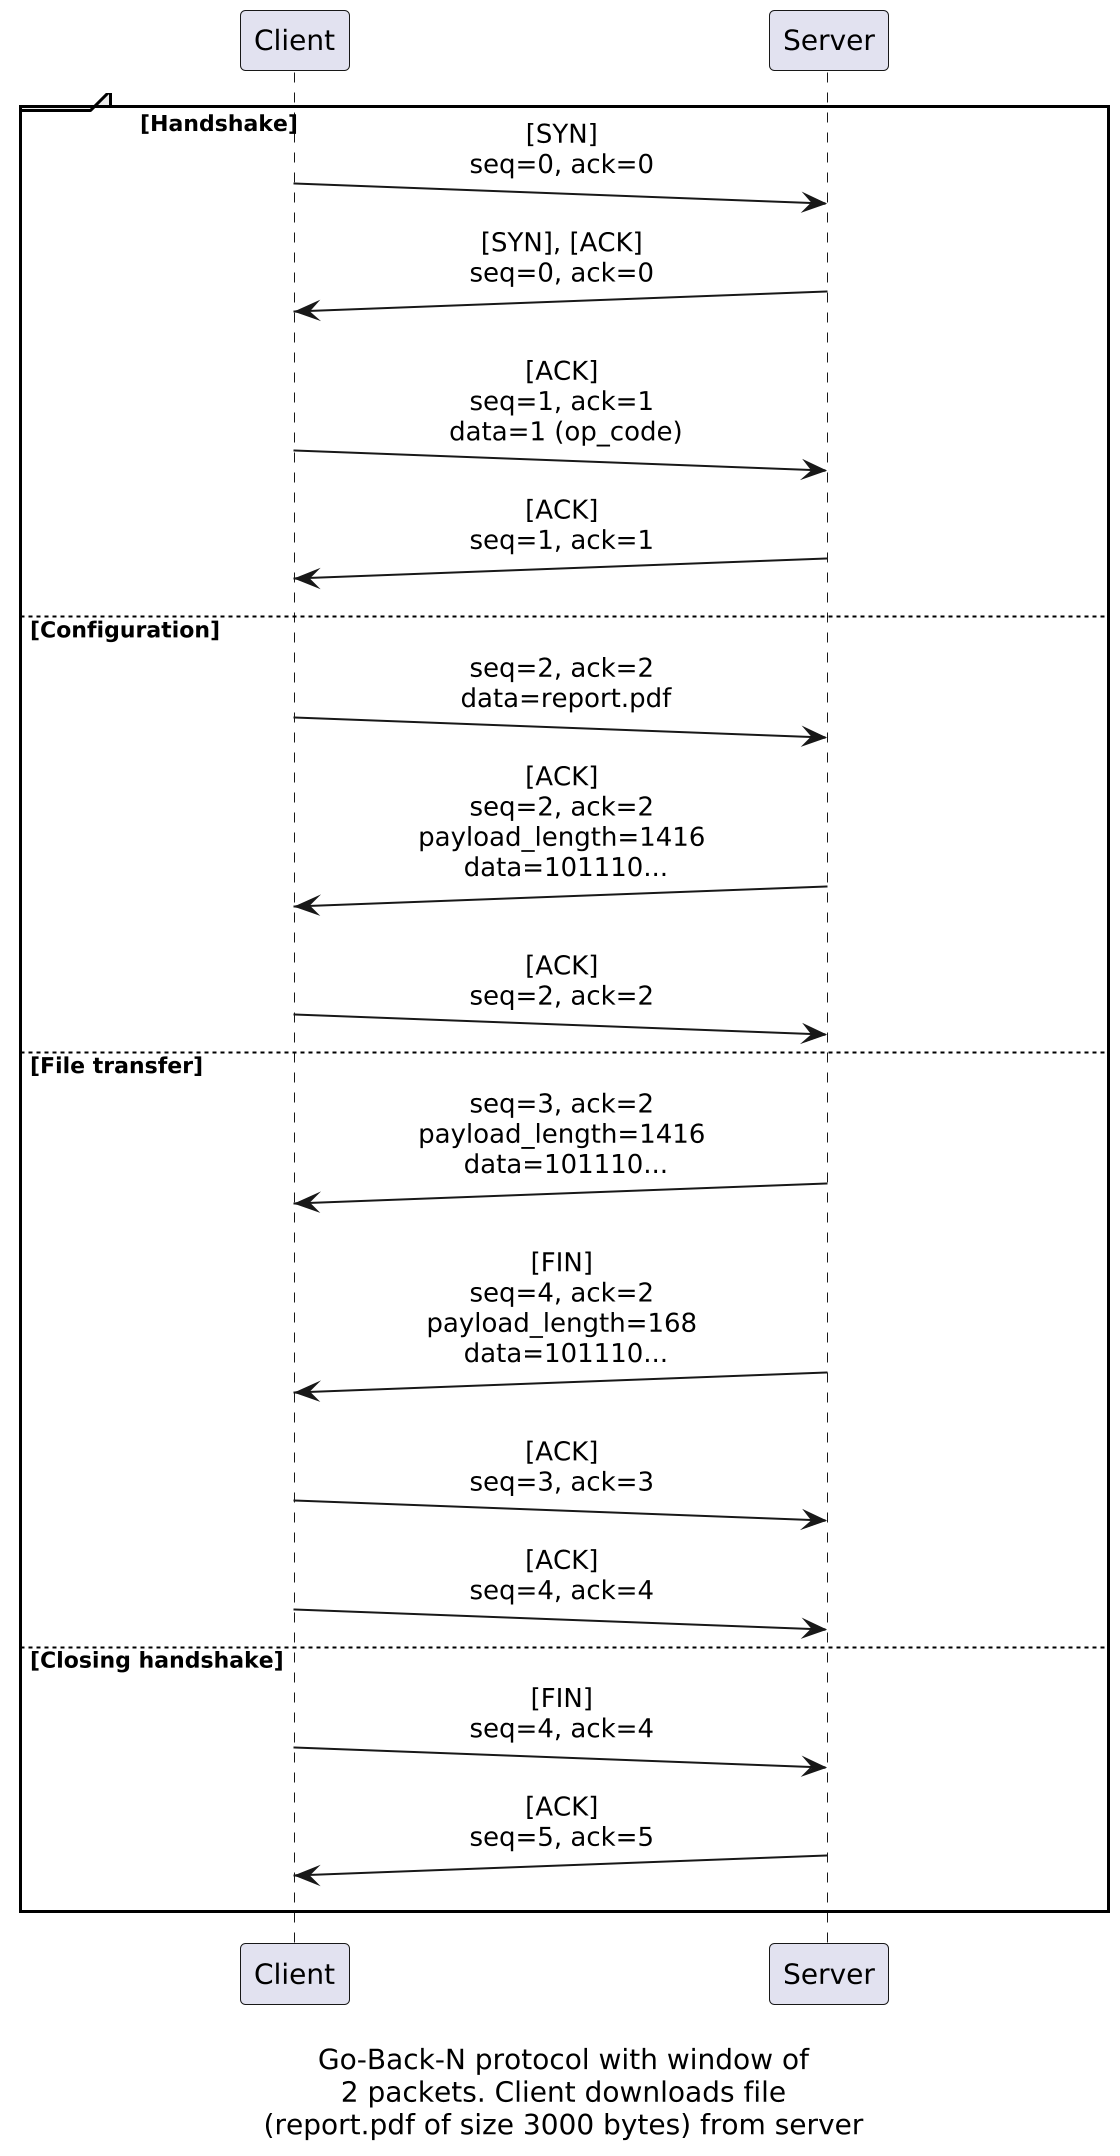 Client
Server
[Handshake]
[SYN]
seq=0, ack=0
[SYN], [ACK]
seq=0, ack=0
[ACK]
seq=1, ack=1
data=1 (op_code)
[ACK]
seq=1, ack=1
[Configuration]
seq=2, ack=2
data=report.pdf
[ACK]
seq=2, ack=2
payload_length=1416
data=101110...
[ACK]
seq=2, ack=2
[File transfer]
seq=3, ack=2
payload_length=1416
data=101110...
[FIN]
seq=4, ack=2
payload_length=168
data=101110...
[ACK]
seq=3, ack=3
[ACK]
seq=4, ack=4
[Closing handshake]
[FIN]
seq=4, ack=4
[ACK]
seq=5, ack=5
Client
Server
Go-Back-N protocol with window of
2 packets. Client downloads file
(report.pdf of size 3000 bytes) from server